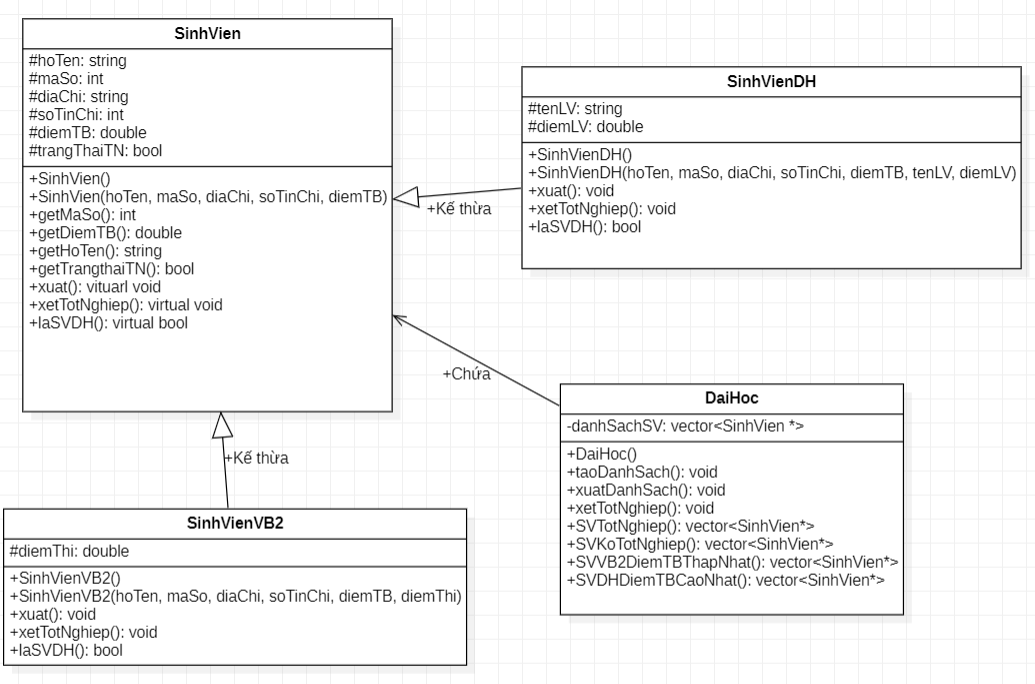 SinhVien
#hoTen: string
#maSo: int
#diaChi: string
#soTinChi: int
#diemTB: double
#trangThaiTN: bool
+SinhVien()
+SinhVien(hoTen, maSo, diaChi, soTinChi, diemTB)
+getMaSo(): int
+getDiemTB(): double
+getHoTen(): string
+getTrangthaiTN(): bool
+xuat(): vituarl void
+xetTotNghiep(): virtual void
+laSVDH(): virtual bool
SinhVienDH
#tenLV: string
#diemLV: double
+SinhVienDH()
+SinhVienDH(hoTen, maSo, diaChi, soTinChi, diemTB, tenLV, diemLV)
+xuat(): void
+xetTotNghiep(): void
+laSVDH(): bool
+Kế thừa
+Chứa
+Kế thừa
DaiHoc
-danhSachSV: vector<SinhVien *>
+DaiHoc()
+taoDanhSach(): void
+xuatDanhSach(): void
+xetTotNghiep(): void
+SVTotNghiep(): vector<SinhVien*>
+SVKoTotNghiep(): vector<SinhVien*>
+SVVB2DiemTBThapNhat(): vector<SinhVien*>
+SVDHDiemTBCaoNhat(): vector<SinhVien*>
SinhVienVB2
#diemThi: double
+SinhVienVB2()
+SinhVienVB2(hoTen, maSo, diaChi, soTinChi, diemTB, diemThi)
+xuat(): void
+xetTotNghiep(): void
+laSVDH(): bool